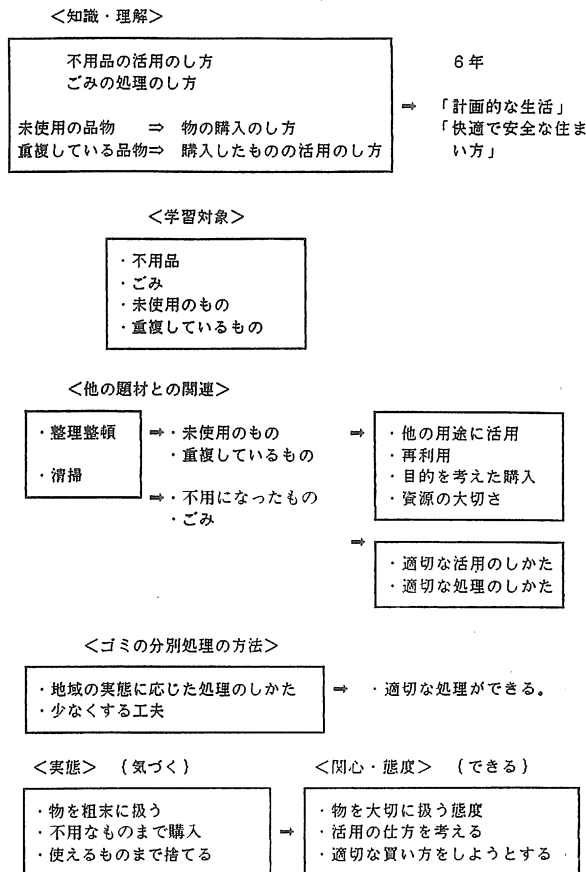 ＜知識・理解＞
不用品の活用のし方
ごみの処理のし方
未使用の品物　⇒　物の購入のし方
重複している品物⇒　購入したものの活用のし方
⇒
６年
「計画的な生活」
「快適で安全な住ま
い方」
＜学習対象＞
・不用品
・ごみ
・未使用のもの
・重複しているもの
＜他の題材との関連＞
・整理整頓
・清掃
⇒・未使用のもの
・重複しているもの
⇒・不用になったもの
・ごみ
⇒
・他の用途に活用
・再利用
・目的を考えた購入
・資源の大切さ
⇒
・適切な活用のしかた
・適切な処理のしかた
＜ゴミの分別処理の方法＞
・地域の実態に応じた処理のしかた
・少なくする工夫
⇒　・適切な処理ができる。
＜実態＞　{気づく}
・物を粗末に扱う
・不用なものまで購入
・使えるものまで捨てる
⇒
＜関心・態度＞　{できる}
・物を大切に扱う態度
・活用の仕方を考える
・適切な買い方をしようとする